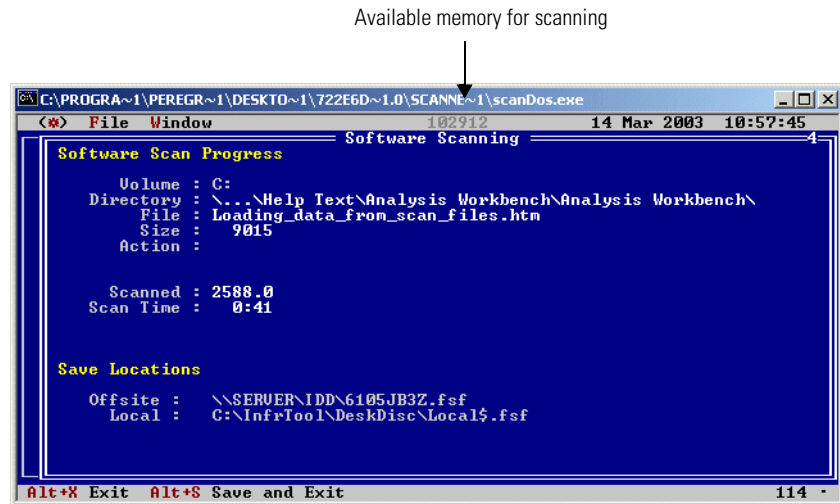 Available memory for scanning
C:\PROGRA~1\PEREGR~1\DESKTO~1\722E6D~1.0\SCANNE~1\scanDos.exe
(*) File Window 102912 14 Mar 2003 10:57:45
Software Scanning 4
Software Scan Progress
Volume : C:
Directory : \...\Help Text\Analysis Workbench\Analysis Workbench\
File : Loading_data_from_scan_files.htm
Size : 9015
Action :
Scanned : 2588.0
Scan Time : 0:41
Save Locations
Offsite : \\SERVER\IDD\6105JB3Z.fsf
Local : C:\InfrTool\DeskDisc\Local$.fsf
Alt+X Exit Alt+S Save and Exit 114 ·